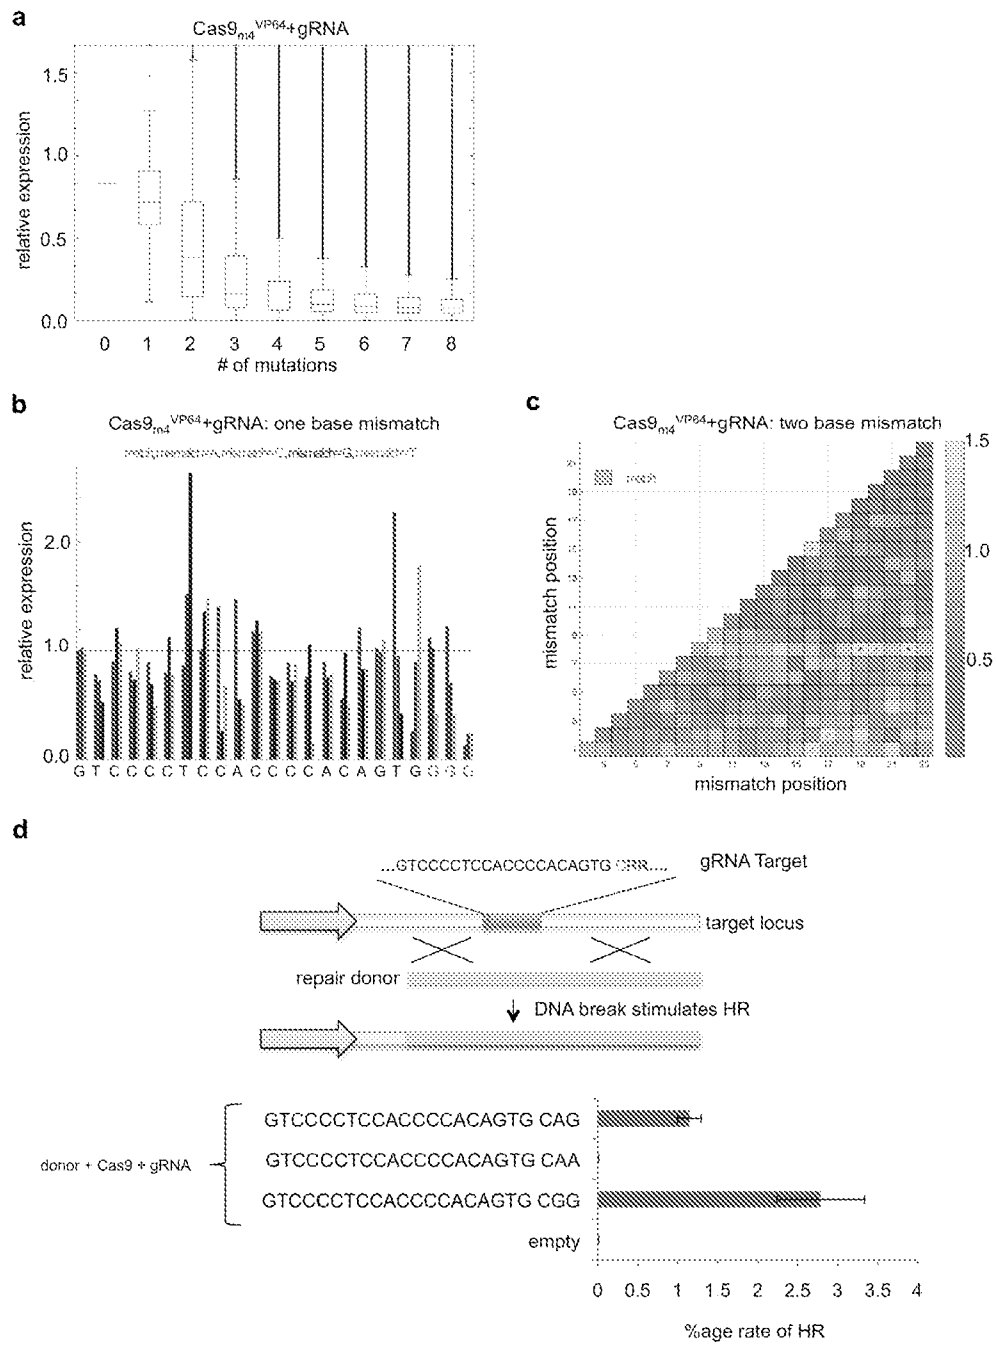 a
Cas9m4VP64+gRNA
relative expression
1.5
1.0
0.5
0.0
0 1 2 3 4 5 6 7 8
# of mutations
b
Cas9m4VP64+gRNA: one base mismatch
relative expression
2.0
1.0
0.0
G T C C C C T C C A C C C C A C A G T G G G G
c
Cas9m4VP64+gRNA: two base mismatch
mismatch position
1.5
1.0
0.5
mismatch position
d
...GTCCCCTCCACCCCACAGTG
gRNA Target
target locus
repair donor
DNA break stimulates HR
donor + Cas9 + gRNA
GTCCCCTCCACCCCACAGTG CAG
GTCCCCTCCACCCCACAGTG CAA
GTCCCCTCCACCCCACAGTG CGG
empty
0 0.5 1 1.5 2 2.5 3 3.5 4
%age rate of HR